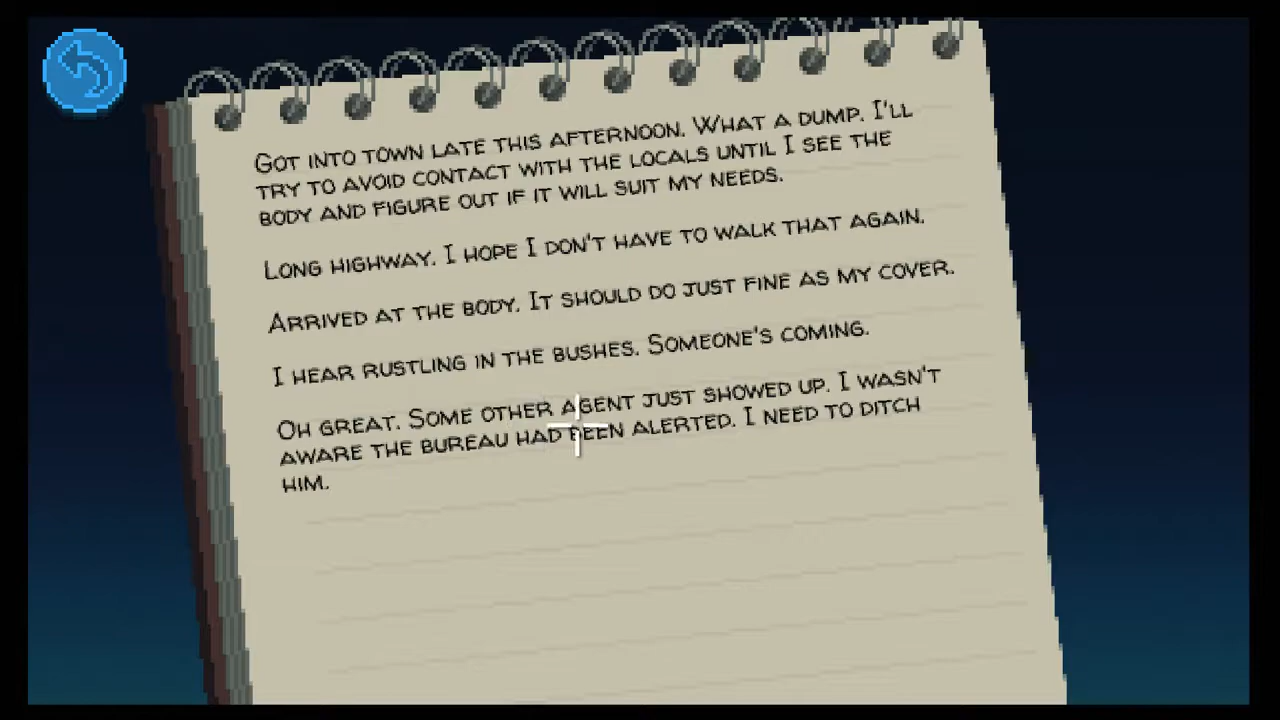 Got into town late this afternoon. What a dump. I'll
try to avoid contact with the locals until I see the
body and figure out if it will suit my needs.
Long highway. I hope I don't have to walk that again.
Arrived at the body. It should do just fine as my cover.
I hear rustling in the bushes. Someone's coming.
Oh great. Some other agent just showed up. I wasn't
aware the bureau had been alerted. I need to ditch
him.